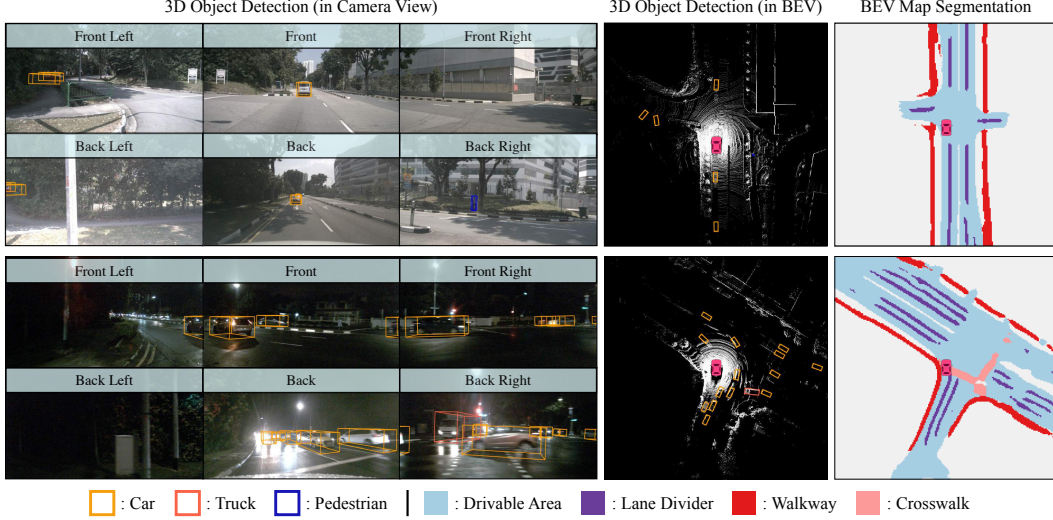 3D Object Detection (in Camera View)
3D Object Detection (in BEV)
BEV Map Segmentation
Front Left
Front
Front Right
Back Left
Back
Back Right
Front Left
Front
Front Right
Back Left
Back
Back Right
: Car
: Truck
: Pedestrian
: Drivable Area
: Lane Divider
: Walkway
: Crosswalk